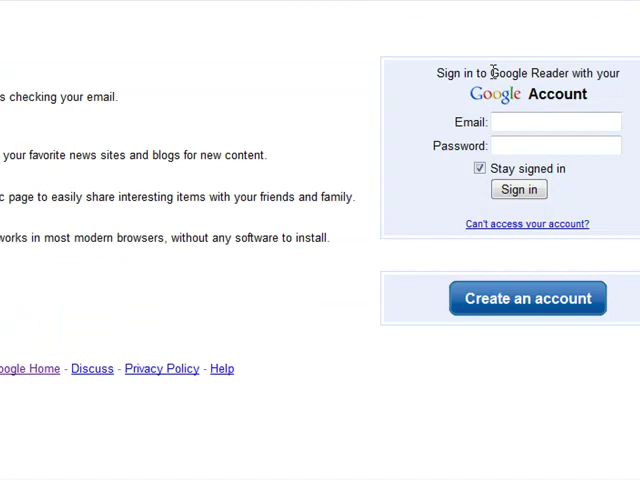 s checking your email.
your favorite news sites and blogs for new content.
c page to easily share interesting items with your friends and family.
works in most modern browsers, without any software to install.
oogle Home - Discuss - Privacy Policy - Help
Sign in to Google Reader with your
Google Account
Email:
Password:
Stay signed in
Sign in
Can't access your account?
Create an account